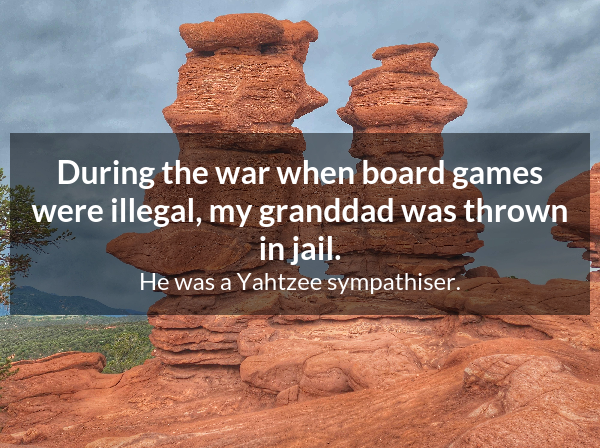 During the war when board games
were illegal, my granddad was thrown
in jail.
He was a Yahtzee sympathiser.